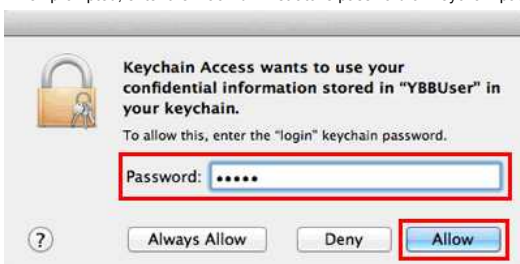 Keychain Access wants to use your
confidential information stored in “YBBUser” in
your keychain.
To allow this, enter the “login” keychain password.
Password: •••••
? Always Allow Deny Allow